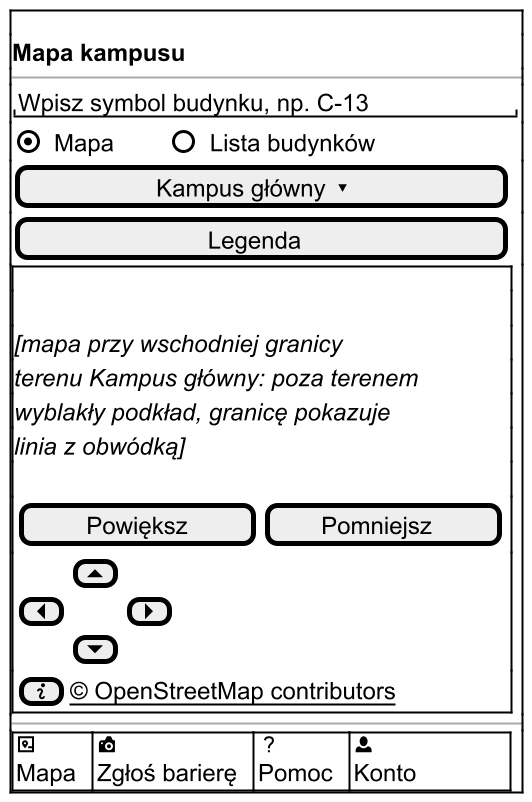 Mapa kampusu
Wpisz symbol budynku, np. C-13
Mapa
Lista budynków
Kampus główny ▾
Legenda
[mapa przy wschodniej granicy
terenu Kampus główny: poza terenem
wyblakły podkład, granicę pokazuje
linia z obwódką]
Powiększ
Pomniejsz
i
© OpenStreetMap contributors
?
Mapa
Zgłoś barierę
Pomoc
Konto